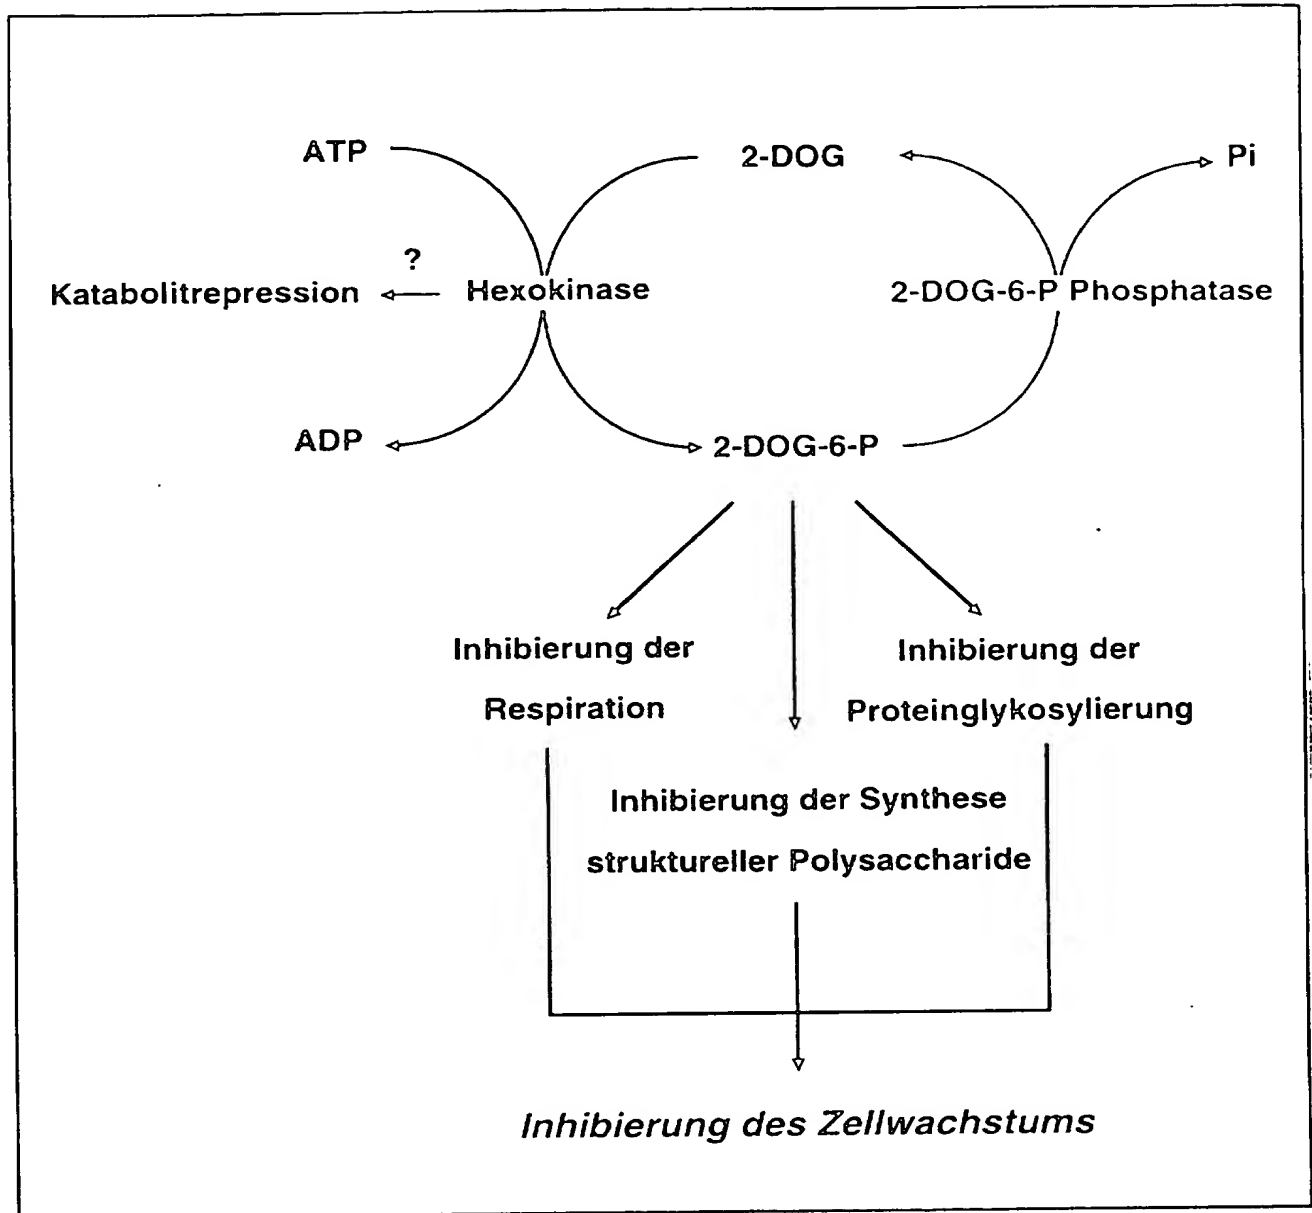 ATP
2-DOG
Pi
?
Katabolitrepression
Hexokinase
2-DOG-6-P Phosphatase
ADP
2-DOG-6-P
Inhibierung der
Respiration
Inhibierung der
Proteinglykosylierung
Inhibierung der Synthese
struktureller Polysaccharide
Inhibierung des Zellwachstums